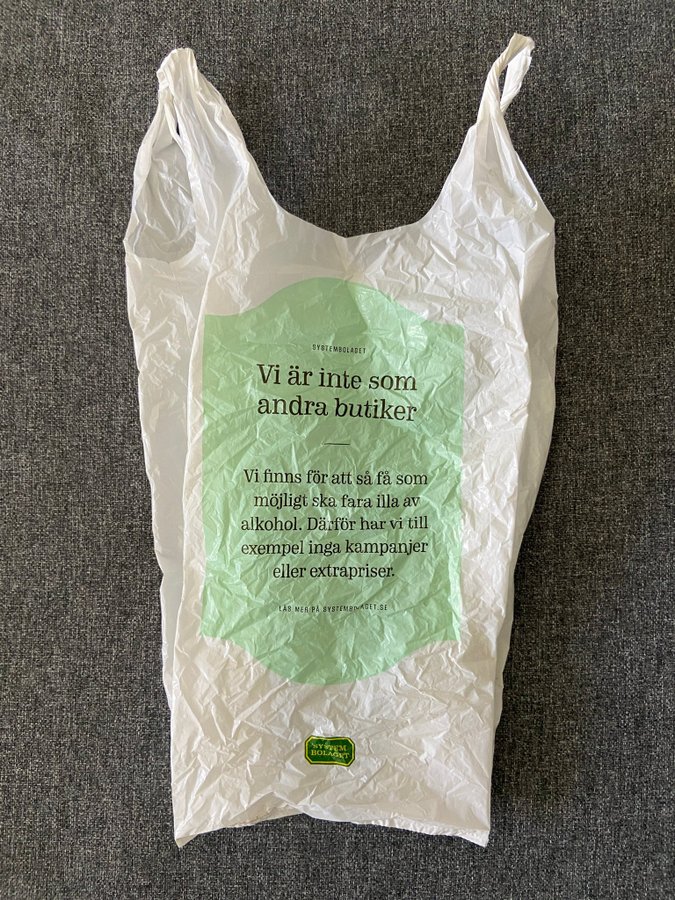 SYSTEMBOLAGET
Vi är inte som
andra butiker
Vi finns för att så få som
möjligt ska fara illa av
alkohol. Därför har vi till
exempel inga kampanjer
eller extrapriser.
LÄS MER PÅ SYSTEMBOLAGET.SE
SYSTEM
BOLAGET